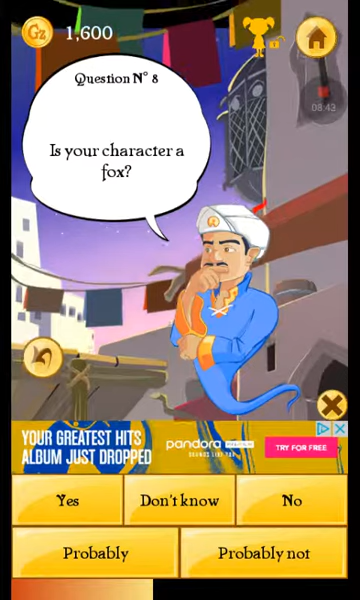 Gz 1,600
Question N° 8
Is your character a
fox?
08:43
YOUR GREATEST HITS
ALBUM JUST DROPPED
pandora
TRY FOR FREE
Yes
Don't know
No
Probably
Probably not